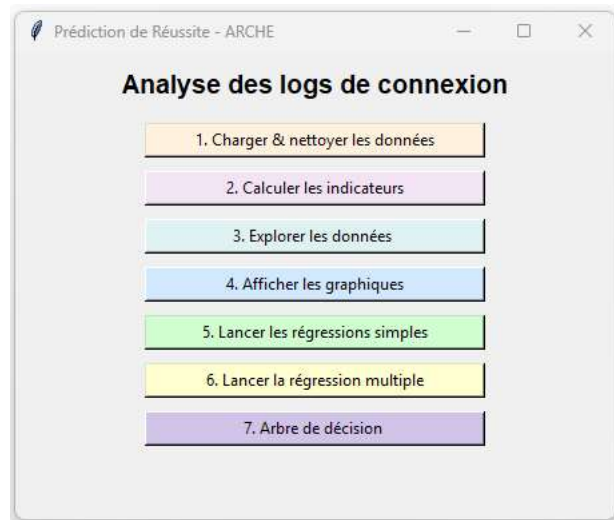 Prédiction de Réussite - ARCHE
Analyse des logs de connexion
1. Charger & nettoyer les données
2. Calculer les indicateurs
3. Explorer les données
4. Afficher les graphiques
5. Lancer les régressions simples
6. Lancer la régression multiple
7. Arbre de décision